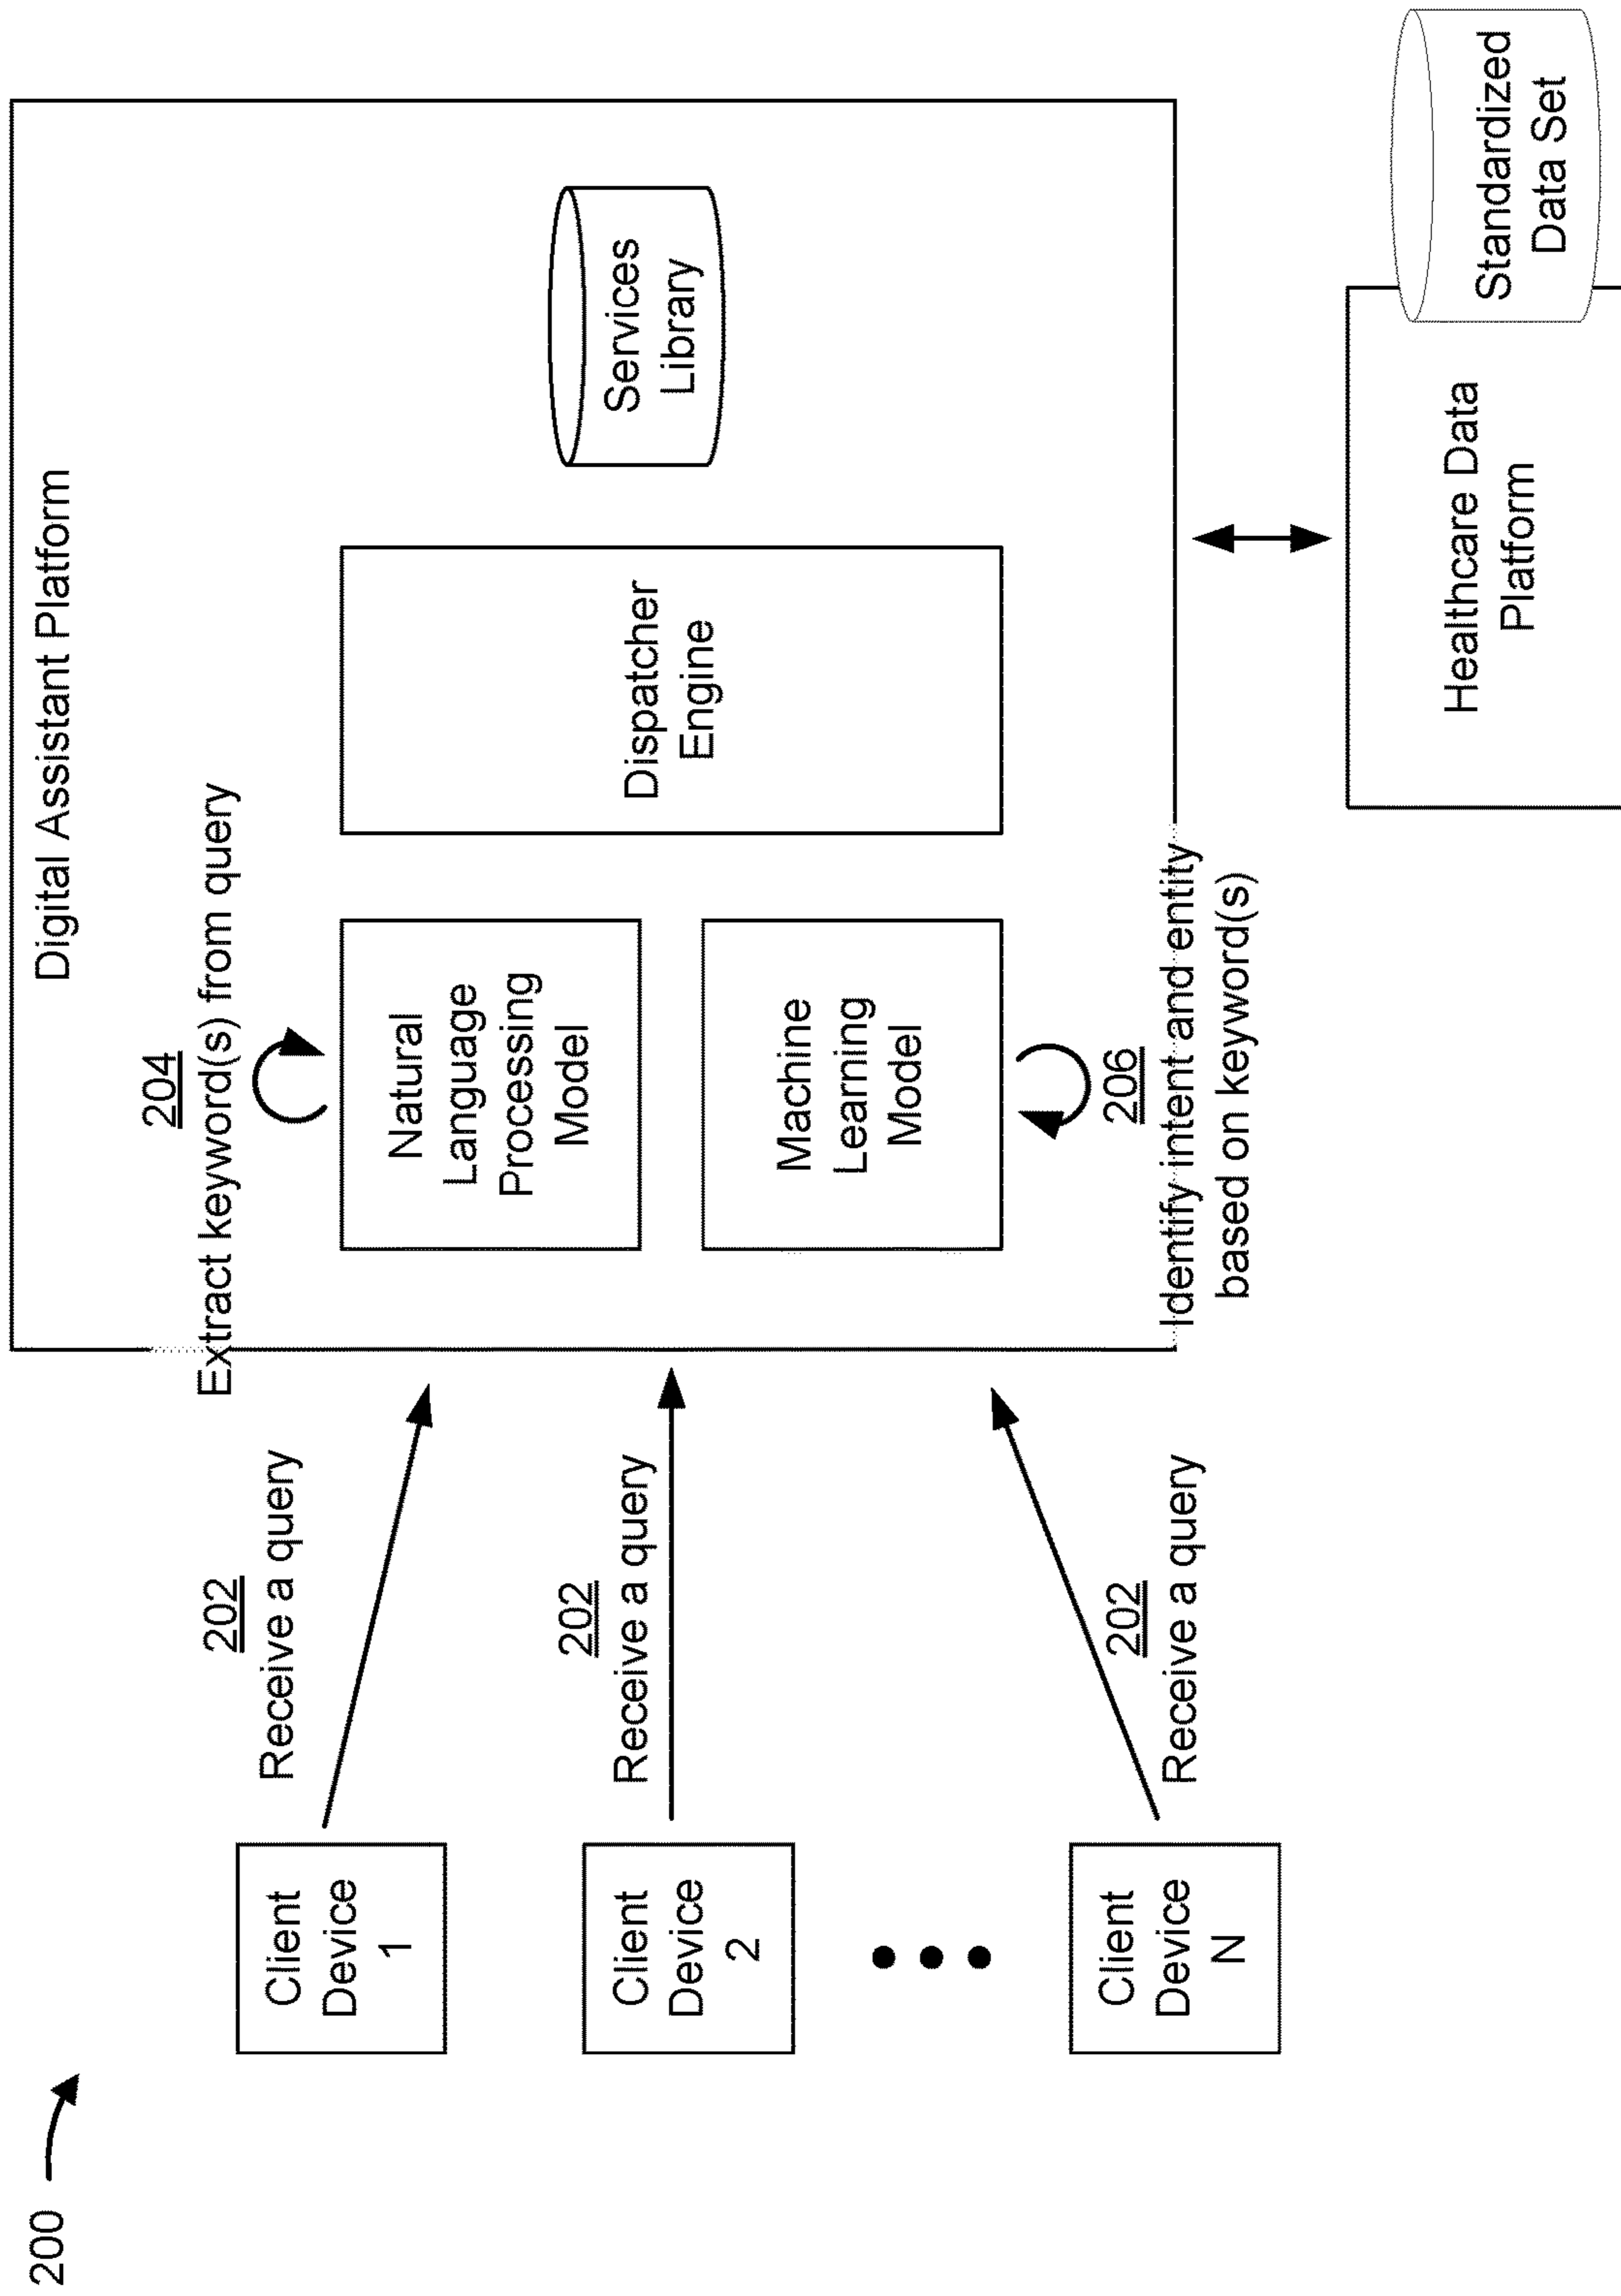 200
Digital Assistant Platform
204
Extract keyword(s) from query
202
Receive a query
Client
Device
1
Natural
Language
Processing
Model
Dispatcher
Engine
Services
Library
202
Receive a query
Client
Device
2
Machine
Learning
Model
206
Identify intent and entity
based on keyword(s)
202
Receive a query
Client
Device
N
Healthcare Data
Platform
Standardized
Data Set